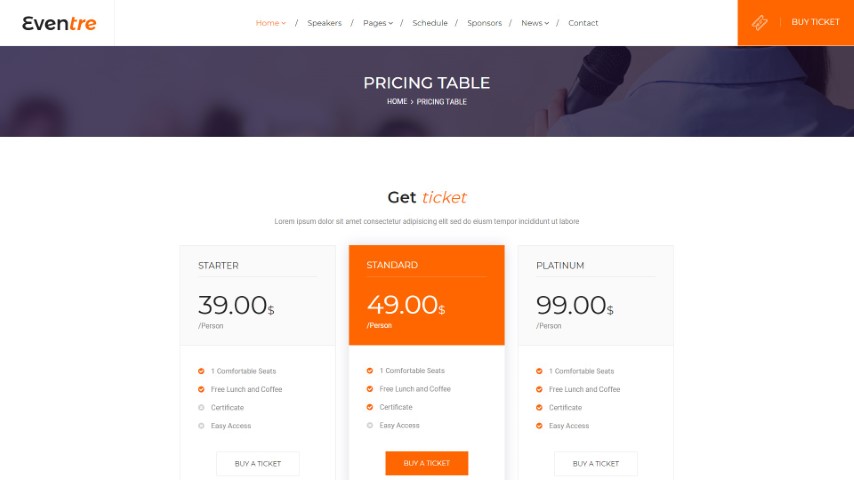 Eventre
Home / Speakers / Pages / Schedule / Sponsors / News / Contact
BUY TICKET
PRICING TABLE
HOME > PRICING TABLE
Get ticket
Lorem ipsum dolor sit amet consectetur adipisicing elit sed do eiusm tempor incididunt ut labore
STARTER
39.00$
/Person
1 Comfortable Seats
Free Lunch and Coffee
Certificate
Easy Access
BUY A TICKET
STANDARD
49.00$
/Person
1 Comfortable Seats
Free Lunch and Coffee
Certificate
Easy Access
BUY A TICKET
PLATINUM
99.00$
/Person
1 Comfortable Seats
Free Lunch and Coffee
Certificate
Easy Access
BUY A TICKET